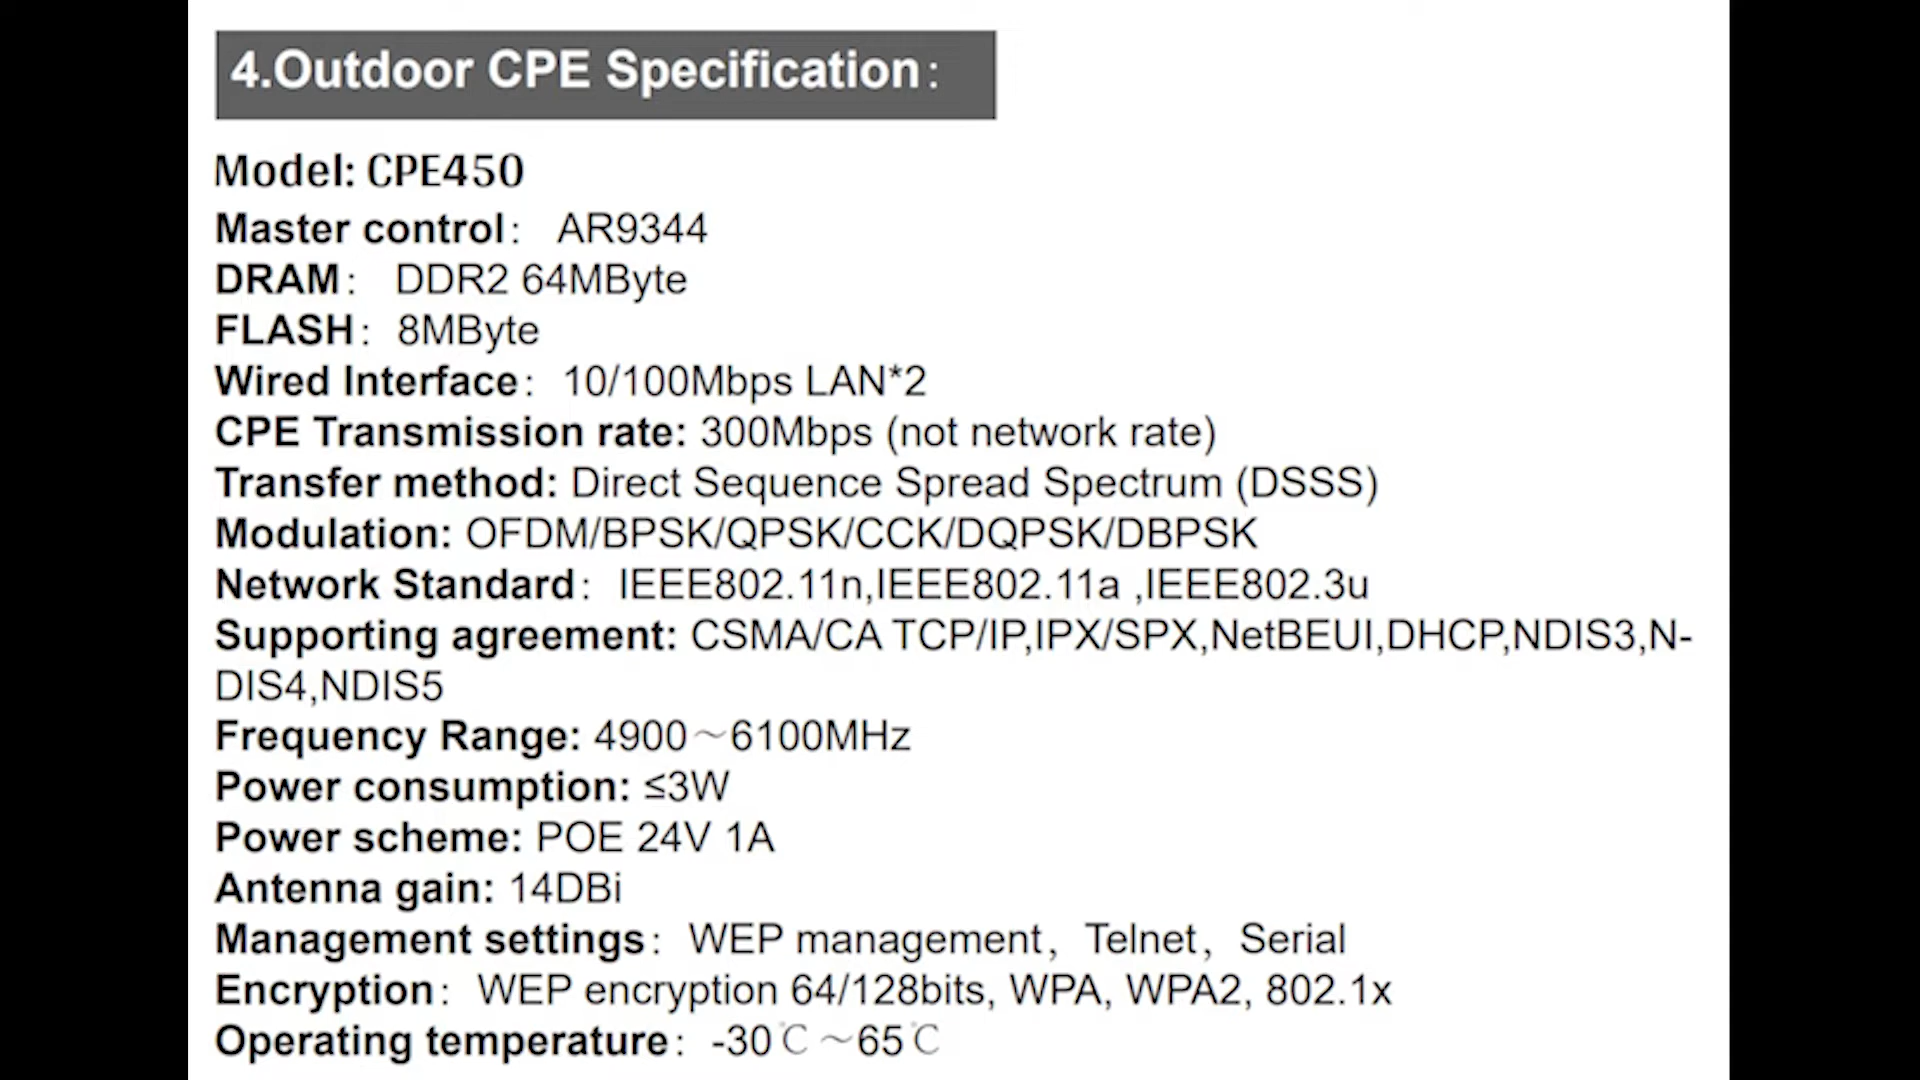 4.Outdoor CPE Specification：
Model: CPE450
Master control： AR9344
DRAM： DDR2 64MByte
FLASH： 8MByte
Wired Interface： 10/100Mbps LAN*2
CPE Transmission rate: 300Mbps (not network rate)
Transfer method: Direct Sequence Spread Spectrum (DSSS)
Modulation: OFDM/BPSK/QPSK/CCK/DQPSK/DBPSK
Network Standard： IEEE802.11n,IEEE802.11a ,IEEE802.3u
Supporting agreement: CSMA/CA TCP/IP,IPX/SPX,NetBEUI,DHCP,NDIS3,N-
DIS4,NDIS5
Frequency Range: 4900～6100MHz
Power consumption: ≤3W
Power scheme: POE 24V 1A
Antenna gain: 14DBi
Management settings： WEP management，Telnet，Serial
Encryption： WEP encryption 64/128bits, WPA, WPA2, 802.1x
Operating temperature： -30℃～65℃